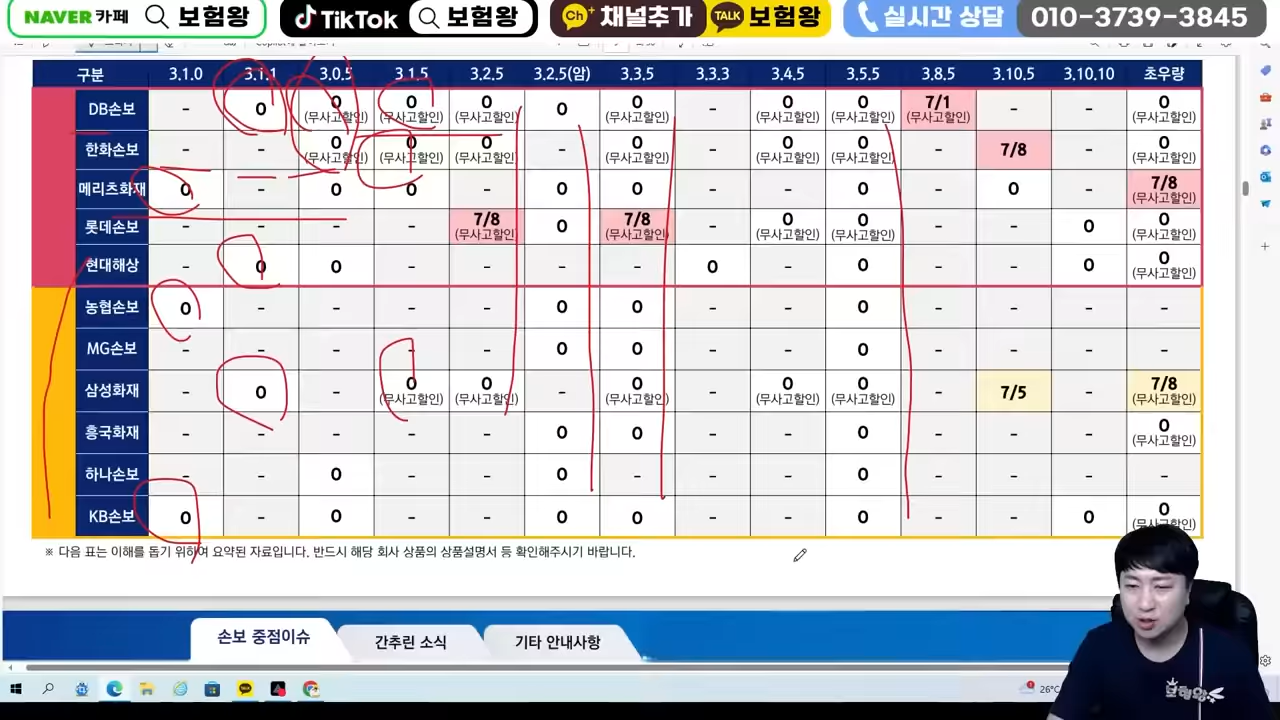 NAVER 카페 보험왕
TikTok 보험왕
Ch+ 채널추가 TALK 보험왕
실시간 상담 010-3739-3845
구분 3.1.0 3.1.1 3.0.5 3.1.5 3.2.5 3.2.5(암) 3.3.5 3.3.3 3.4.5 3.5.5 3.8.5 3.10.5 3.10.10 초우량
DB손보 - 0 0 (무사고할인) 0 (무사고할인) 0 (무사고할인) 0 0 (무사고할인) - 0 (무사고할인) 0 (무사고할인) 7/1 (무사고할인) - - 0 (무사고할인)
한화손보 - - 0 (무사고할인) 0 (무사고할인) 0 (무사고할인) - 0 (무사고할인) - 0 (무사고할인) 0 (무사고할인) - 7/8 - 0 (무사고할인)
메리츠화재 0 - 0 0 - 0 0 - - 0 - 0 - 7/8 (무사고할인)
롯데손보 - - - - 7/8 (무사고할인) 0 7/8 (무사고할인) - 0 (무사고할인) 0 (무사고할인) - - 0 0 (무사고할인)
현대해상 - 0 0 - - - - 0 - 0 - - 0 0 (무사고할인)
농협손보 0 - - - - 0 0 - - 0 - - - -
MG손보 - - - - - 0 0 - - 0 - - - -
삼성화재 - 0 - 0 (무사고할인) 0 (무사고할인) - 0 (무사고할인) - 0 (무사고할인) 0 (무사고할인) - 7/5 - 7/8 (무사고할인)
흥국화재 - - - - - 0 0 - - 0 - - - 0 (무사고할인)
하나손보 - - 0 - - 0 - - - 0 - - - -
KB손보 0 - 0 - - 0 0 - - 0 - - 0 0 (무사고할인)
※ 다음 표는 이해를 돕기 위하여 요약된 자료입니다. 반드시 해당 회사 상품의 상품설명서 등 확인해주시기 바랍니다.
손보 중점이슈 간추린 소식 기타 안내사항
26°C
보험왕